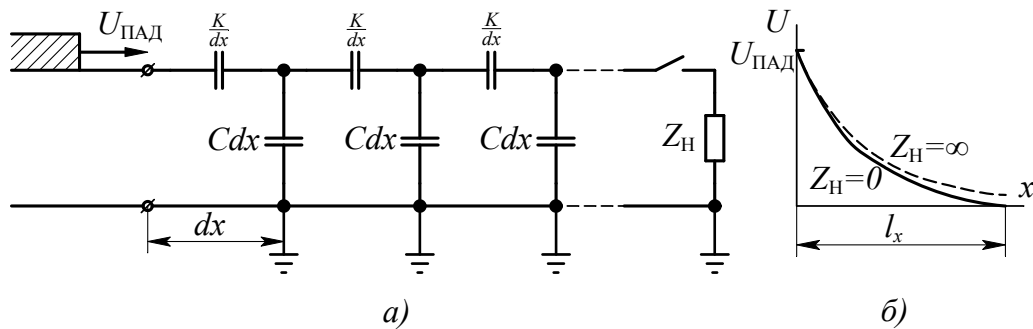 U_ПАД
K/dx
K/dx
K/dx
Cdx
Cdx
Cdx
Z_Н
dx
а)
U
U_ПАД
Z_Н=∞
Z_Н=0
x
l_x
б)